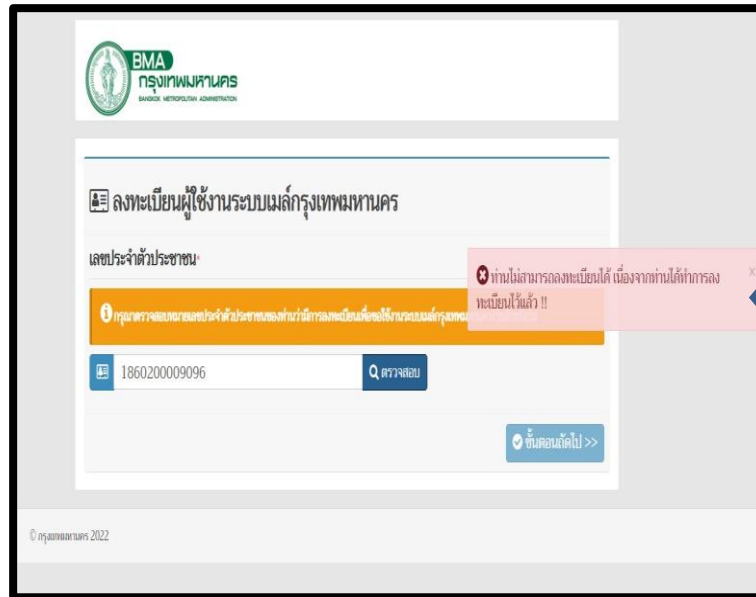 BMA
กรุงเทพมหานคร
BANGKOK METROPOLITAN ADMINISTRATION
ลงทะเบียนผู้ใช้งานระบบเมล์กรุงเทพมหานคร
เลขประจำตัวประชาชน*
ท่านไม่สามารถลงทะเบียนได้ เนื่องจากท่านได้ทำการลง
ทะเบียนไว้แล้ว !!
x
กรุณาตรวจสอบหมายเลขประจำตัวประชาชนของท่านว่ามีการลงทะเบียนเพื่อขอใช้งานระบบเมล์กรุงเทพ
1860200009096
ตรวจสอบ
ขั้นตอนถัดไป >>
© กรุงเทพมหานคร 2022